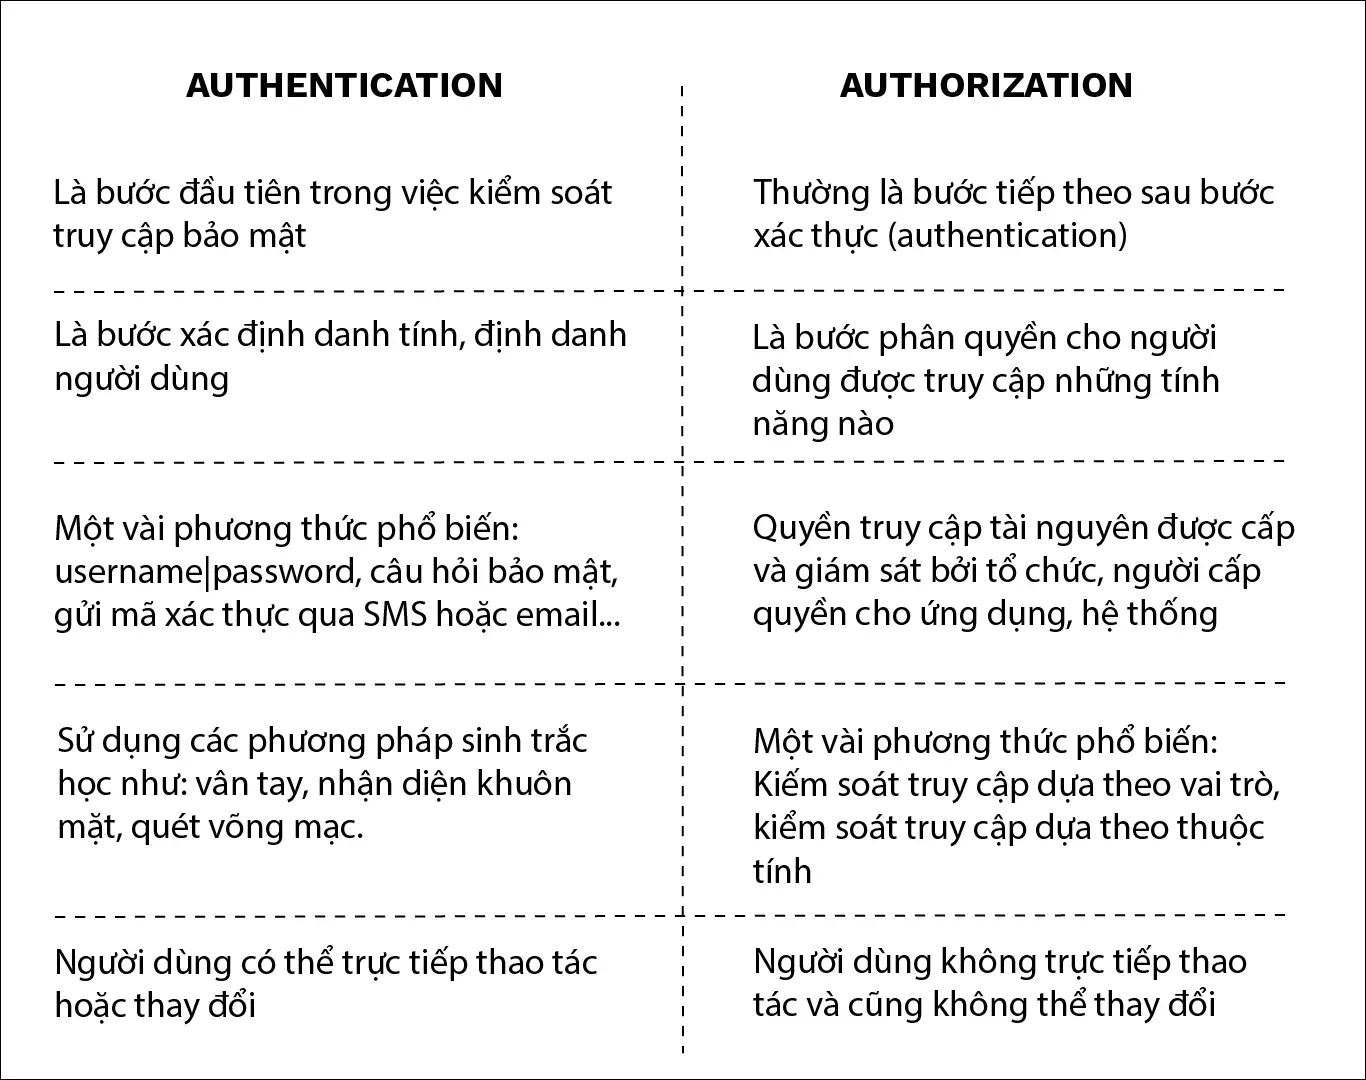 AUTHENTICATION
AUTHORIZATION
Là bước đầu tiên trong việc kiểm soát
truy cập bảo mật
Thường là bước tiếp theo sau bước
xác thực (authentication)
Là bước xác định danh tính, định danh
người dùng
Là bước phân quyền cho người
dùng được truy cập những tính
năng nào
Một vài phương thức phổ biến:
username|password, câu hỏi bảo mật,
gửi mã xác thực qua SMS hoặc email...
Quyền truy cập tài nguyên được cấp
và giám sát bởi tổ chức, người cấp
quyền cho ứng dụng, hệ thống
Sử dụng các phương pháp sinh trắc
học như: vân tay, nhận diện khuôn
mặt, quét võng mạc.
Một vài phương thức phổ biến:
Kiếm soát truy cập dựa theo vai trò,
kiểm soát truy cập dựa theo thuộc
tính
Người dùng có thể trực tiếp thao tác
hoặc thay đổi
Người dùng không trực tiếp thao
tác và cũng không thể thay đổi